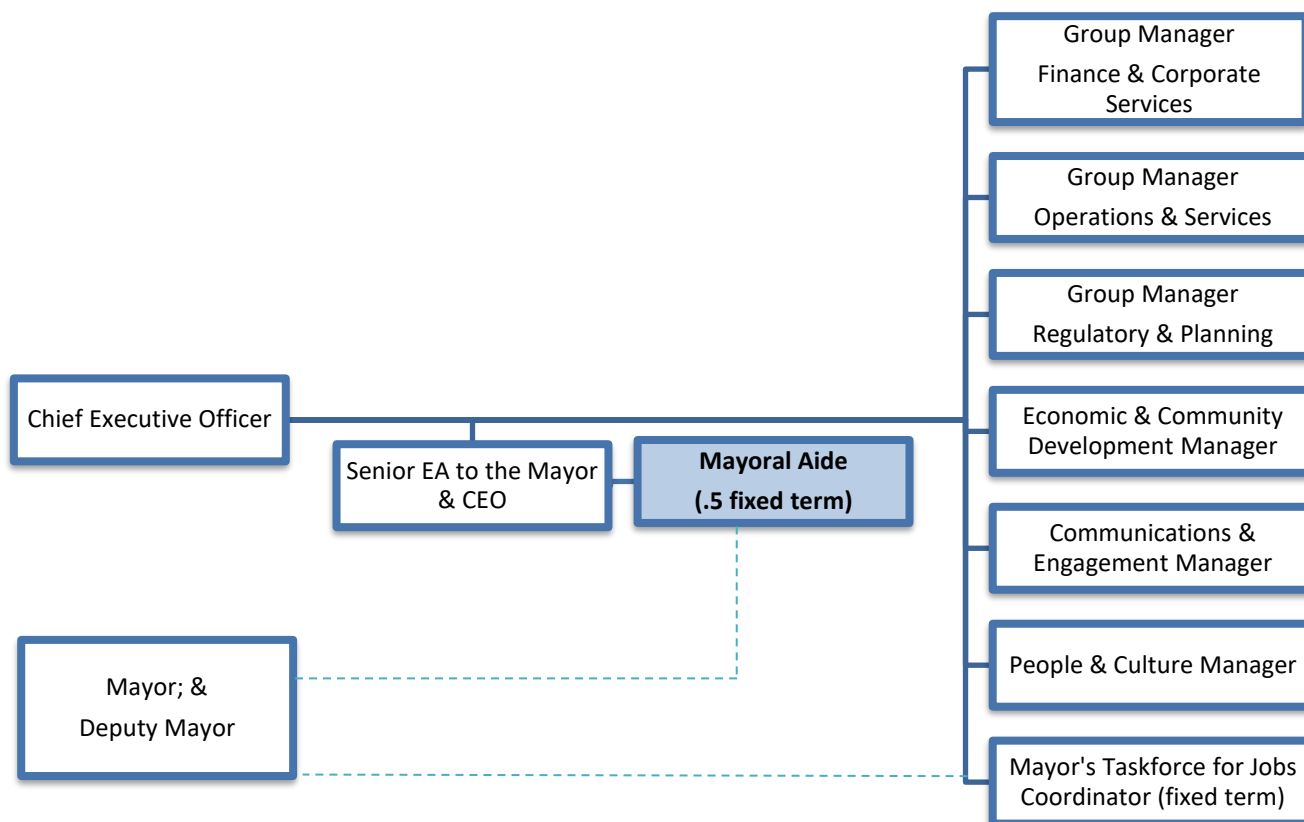 Group Manager
Finance & Corporate
Services
Group Manager
Operations & Services
Group Manager
Regulatory & Planning
Chief Executive Officer
Economic & Community
Development Manager
Senior EA to the Mayor
& CEO
Mayoral Aide
(.5 fixed term)
Communications &
Engagement Manager
Mayor; &
Deputy Mayor
People & Culture Manager
Mayor's Taskforce for Jobs
Coordinator (fixed term)